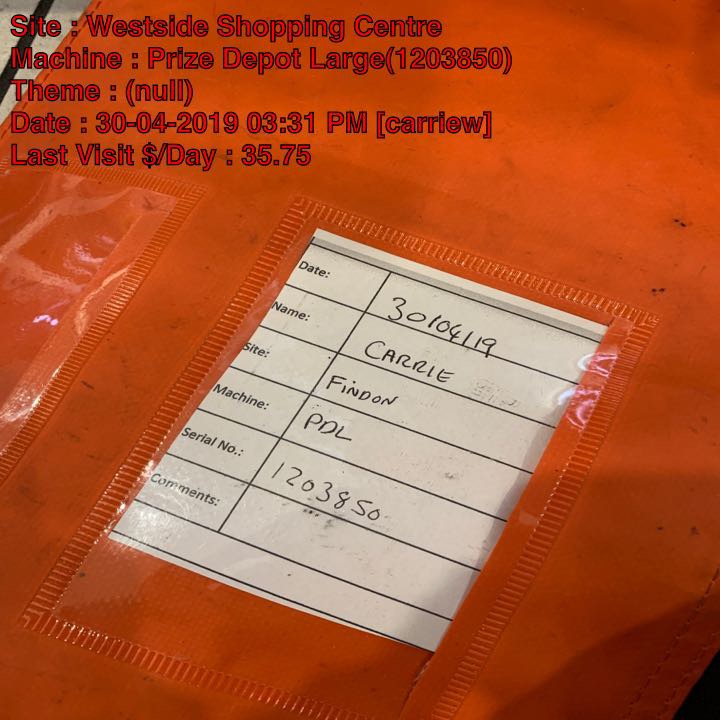 Site : Westside Shopping Centre
Machine : Prize Depot Large(1203850)
Theme : (null)
Date : 30-04-2019 03:31 PM [carriew]
Last Visit $/Day : 35.75
Date: 30/04/19
Name: CARRIE
Site: FINDON
Machine: PDL
Serial No.: 1203850
Comments: